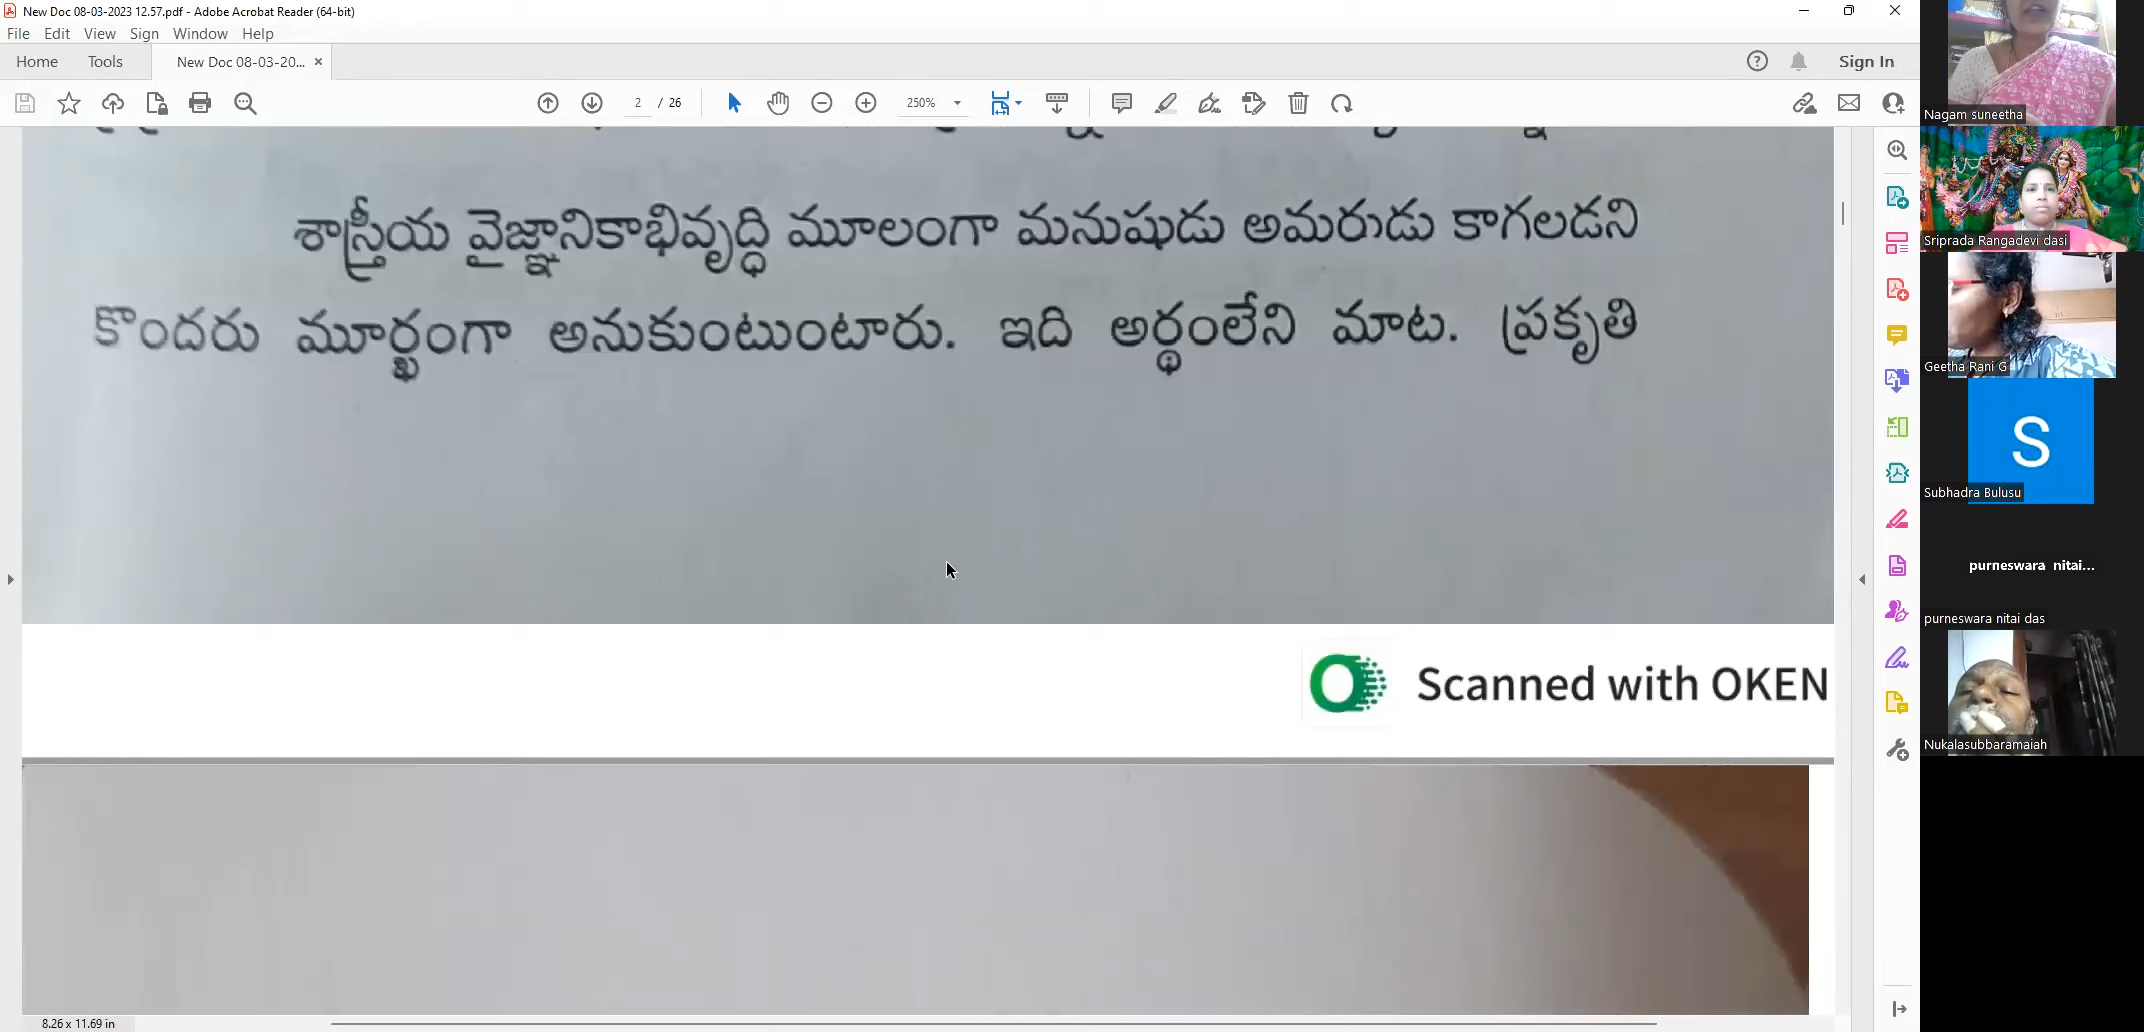 New Doc 08-03-2023 12.57.pdf - Adobe Acrobat Reader (64-bit)
File Edit View Sign Window Help
Home Tools New Doc 08-03-20... × Sign In
2 / 26 250%
శాస్త్రీయ వైజ్ఞానికాభివృద్ధి మూలంగా మనుషుడు అమరుడు కాగలడని
కొందరు మూర్ఖంగా అనుకుంటుంటారు. ఇది అర్థంలేని మాట. ప్రకృతి
Scanned with OKEN
8.26 x 11.69 in
Nagam suneetha
Sriprada Rangadevi dasi
Geetha Rani G
S
Subhadra Bulusu
purneswara nitai...
purneswara nitai das
Nukalasubbaramaiah